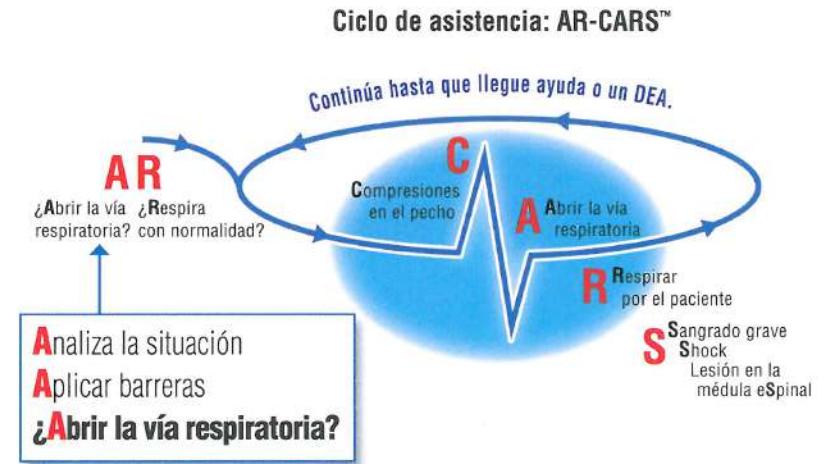 Ciclo de asistencia: AR-CARS™
Continúa hasta que llegue ayuda o un DEA.
A R
¿Abrir la vía
respiratoria?
¿Respira
con normalidad?
C
Compresiones
en el pecho
A
Abrir la vía
respiratoria
R
Respirar
por el paciente
S
Sangrado grave
Shock
Lesión en la
médula eSpinal
Analiza la situación
Aplicar barreras
¿Abrir la vía respiratoria?